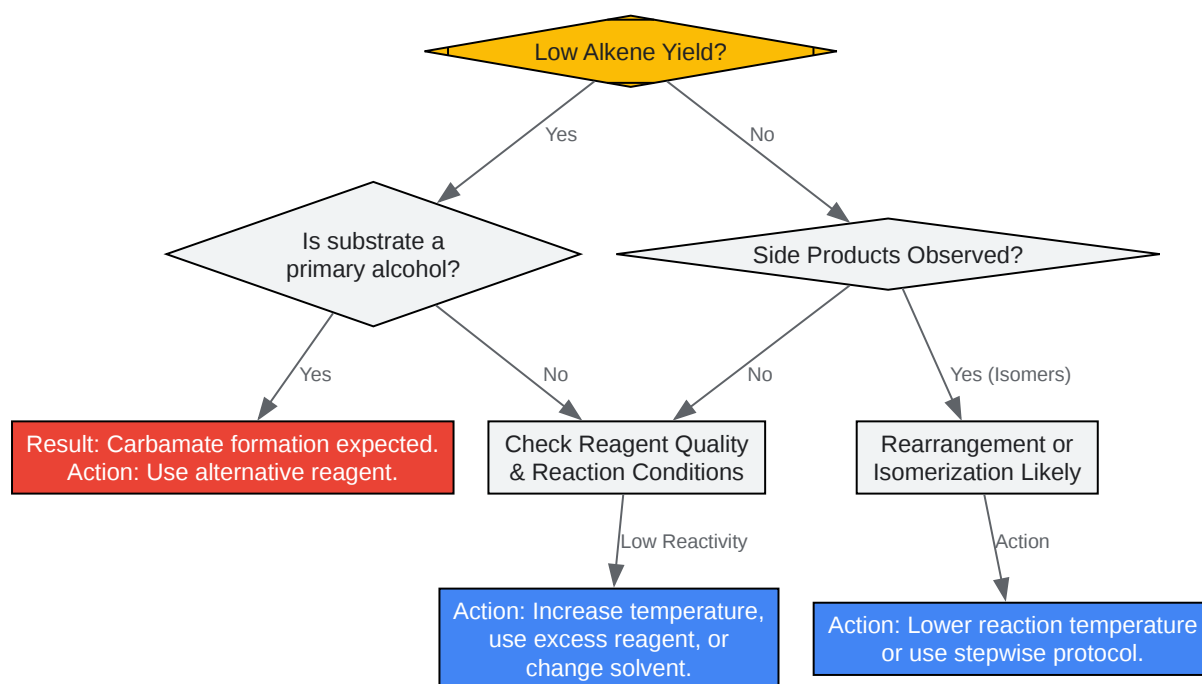 Low Alkene Yield?
Yes
No
Is substrate a
primary alcohol?
Side Products Observed?
Yes
No
No
Yes (Isomers)
Result: Carbamate formation expected.
Action: Use alternative reagent.
Check Reagent Quality
& Reaction Conditions
Rearrangement or
Isomerization Likely
Low Reactivity
Action
Action: Increase temperature,
use excess reagent, or
change solvent.
Action: Lower reaction temperature
or use stepwise protocol.